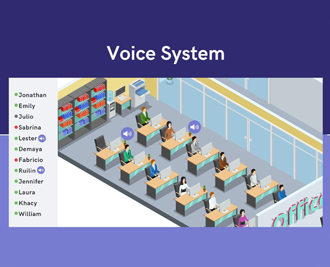 Voice System
Jonathan
Emily
Julio
Sabrina
Lester
Demaya
Fabricio
Ruilin
Jennifer
Laura
Khacy
William
office